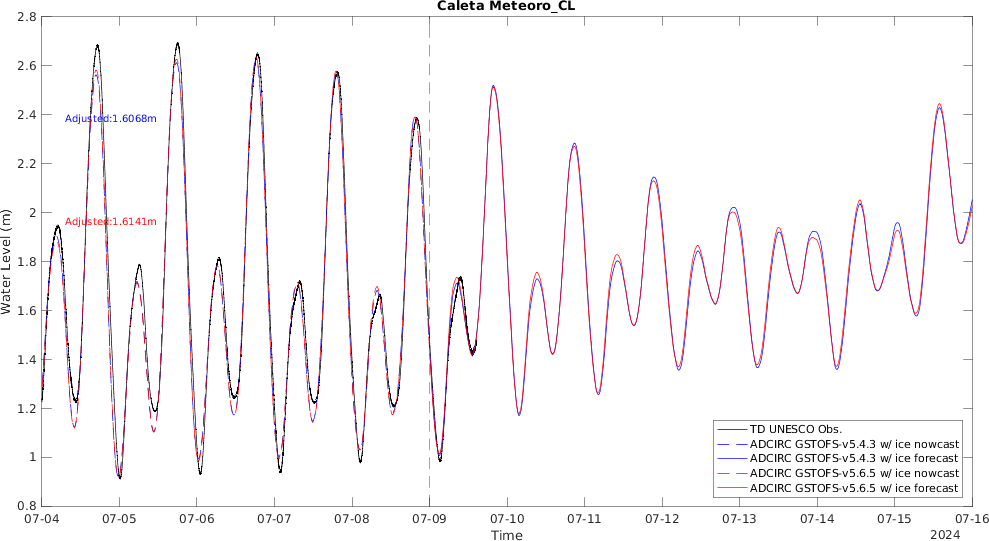 Caleta Meteoro_CL
2.8
2.6
2.4
2.2
2
1.8
1.6
1.4
1.2
1
0.8
Water Level (m)
Adjusted:1.6068m
Adjusted:1.6141m
TD UNESCO Obs.
ADCIRC GSTOFS-v5.4.3 w/ ice nowcast
ADCIRC GSTOFS-v5.4.3 w/ ice forecast
ADCIRC GSTOFS-v5.6.5 w/ ice nowcast
ADCIRC GSTOFS-v5.6.5 w/ ice forecast
07-04 07-05 07-06 07-07 07-08 07-09 07-10 07-11 07-12 07-13 07-14 07-15 07-16
Time
2024